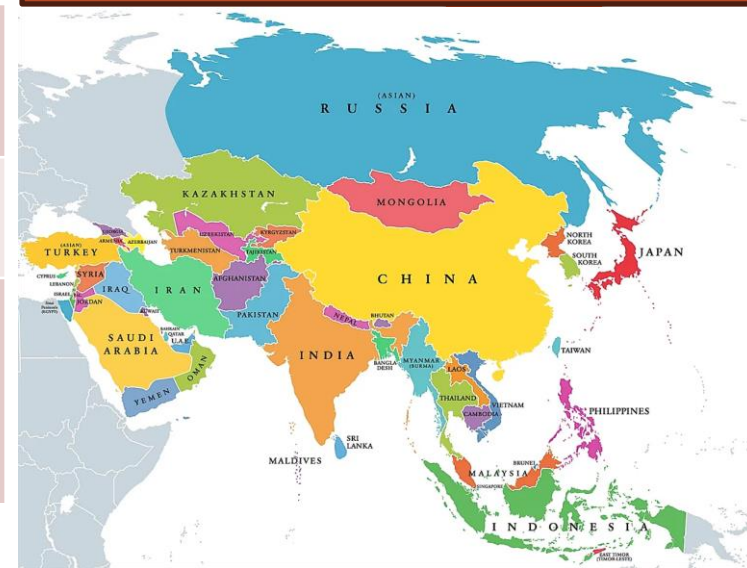 (ASIAN)
RUSSIA
KAZAKHSTAN
MONGOLIA
GEORGIA
ARMENIA
AZERBAIJAN
UZBEKISTAN
KYRGYZSTAN
(ASIAN)
TURKEY
TURKMENISTAN
TAJIKISTAN
NORTH
KOREA
SOUTH
KOREA
JAPAN
CYPRUS
SYRIA
LEBANON
ISRAEL
IRAQ
IRAN
AFGHANISTAN
CHINA
JORDAN
KUWAIT
PAKISTAN
NEPAL
BHUTAN
BAHRAIN
QATAR
U.A.E.
SAUDI
ARABIA
OMAN
YEMEN
INDIA
BANGLA
DESH
MYANMAR
(BURMA)
LAOS
TAIWAN
THAILAND
VIETNAM
CAMBODIA
PHILIPPINES
SRI
LANKA
MALDIVES
BRUNEI
MALAYSIA
SINGAPORE
INDONESIA
EAST TIMOR
(TIMOR-LESTE)